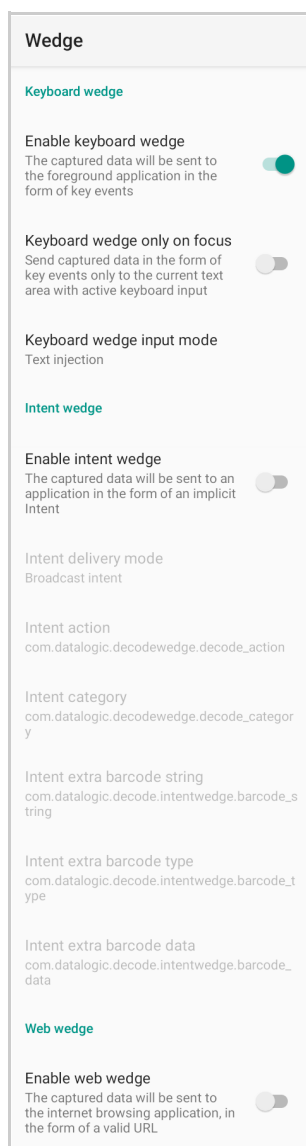 Wedge
Keyboard wedge
Enable keyboard wedge
The captured data will be sent to
the foreground application in the
form of key events
Keyboard wedge only on focus
Send captured data in the form of
key events only to the current text
area with active keyboard input
Keyboard wedge input mode
Text injection
Intent wedge
Enable intent wedge
The captured data will be sent to an
application in the form of an implicit
Intent
Intent delivery mode
Broadcast intent
Intent action
com.datalogic.decodewedge.decode_action
Intent category
com.datalogic.decodewedge.decode_categor
y
Intent extra barcode string
com.datalogic.decode.intentwedge.barcode_s
tring
Intent extra barcode type
com.datalogic.decode.intentwedge.barcode_t
ype
Intent extra barcode data
com.datalogic.decode.intentwedge.barcode_
data
Web wedge
Enable web wedge
The captured data will be sent to
the internet browsing application, in
the form of a valid URL